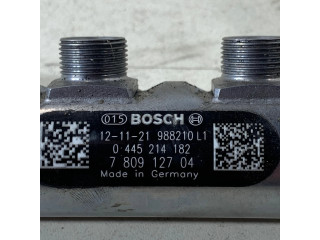 015 BOSCH
12-11-21 988210 L1
0 445 214 182
7 809 127 04
Made in Germany